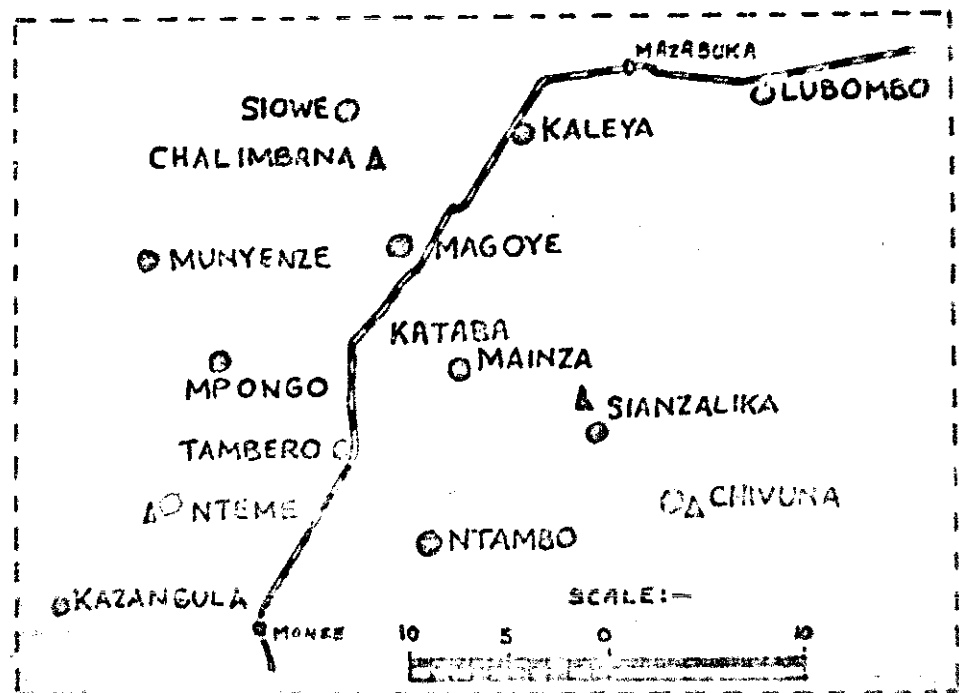 MAZABUKA
SIOWE
LUBOMBO
KALEYA
CHALIMBANA
MUNYENZE
MAGOYE
KATABA
MAINZA
MPONGO
SIANZALIKA
TAMBERO
NTEME
CHIVUNA
NTAMBO
KAZANGULA
SCALE:—
MONZE
10 5 0 10